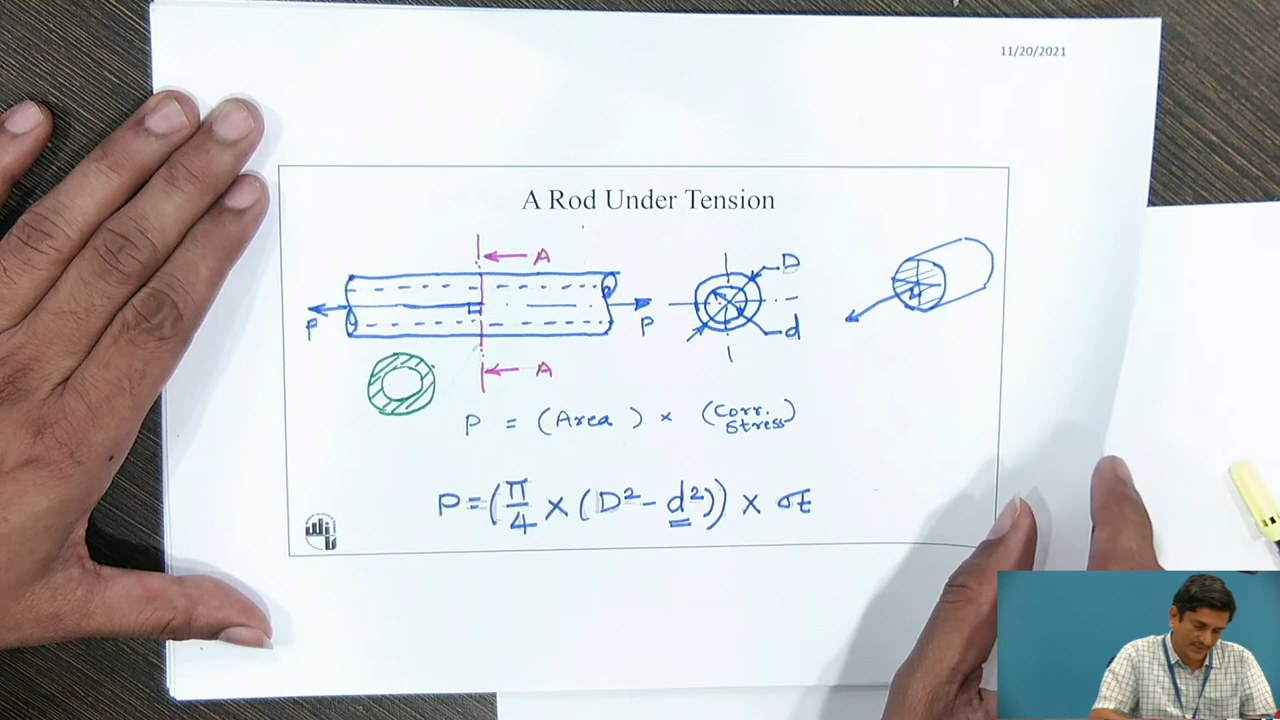 11/20/2021
A Rod Under Tension
A
D
P
P
d
A
P = (Area) × (Corr. Stress)
P = (π/4 × (D² - d²)) × σt